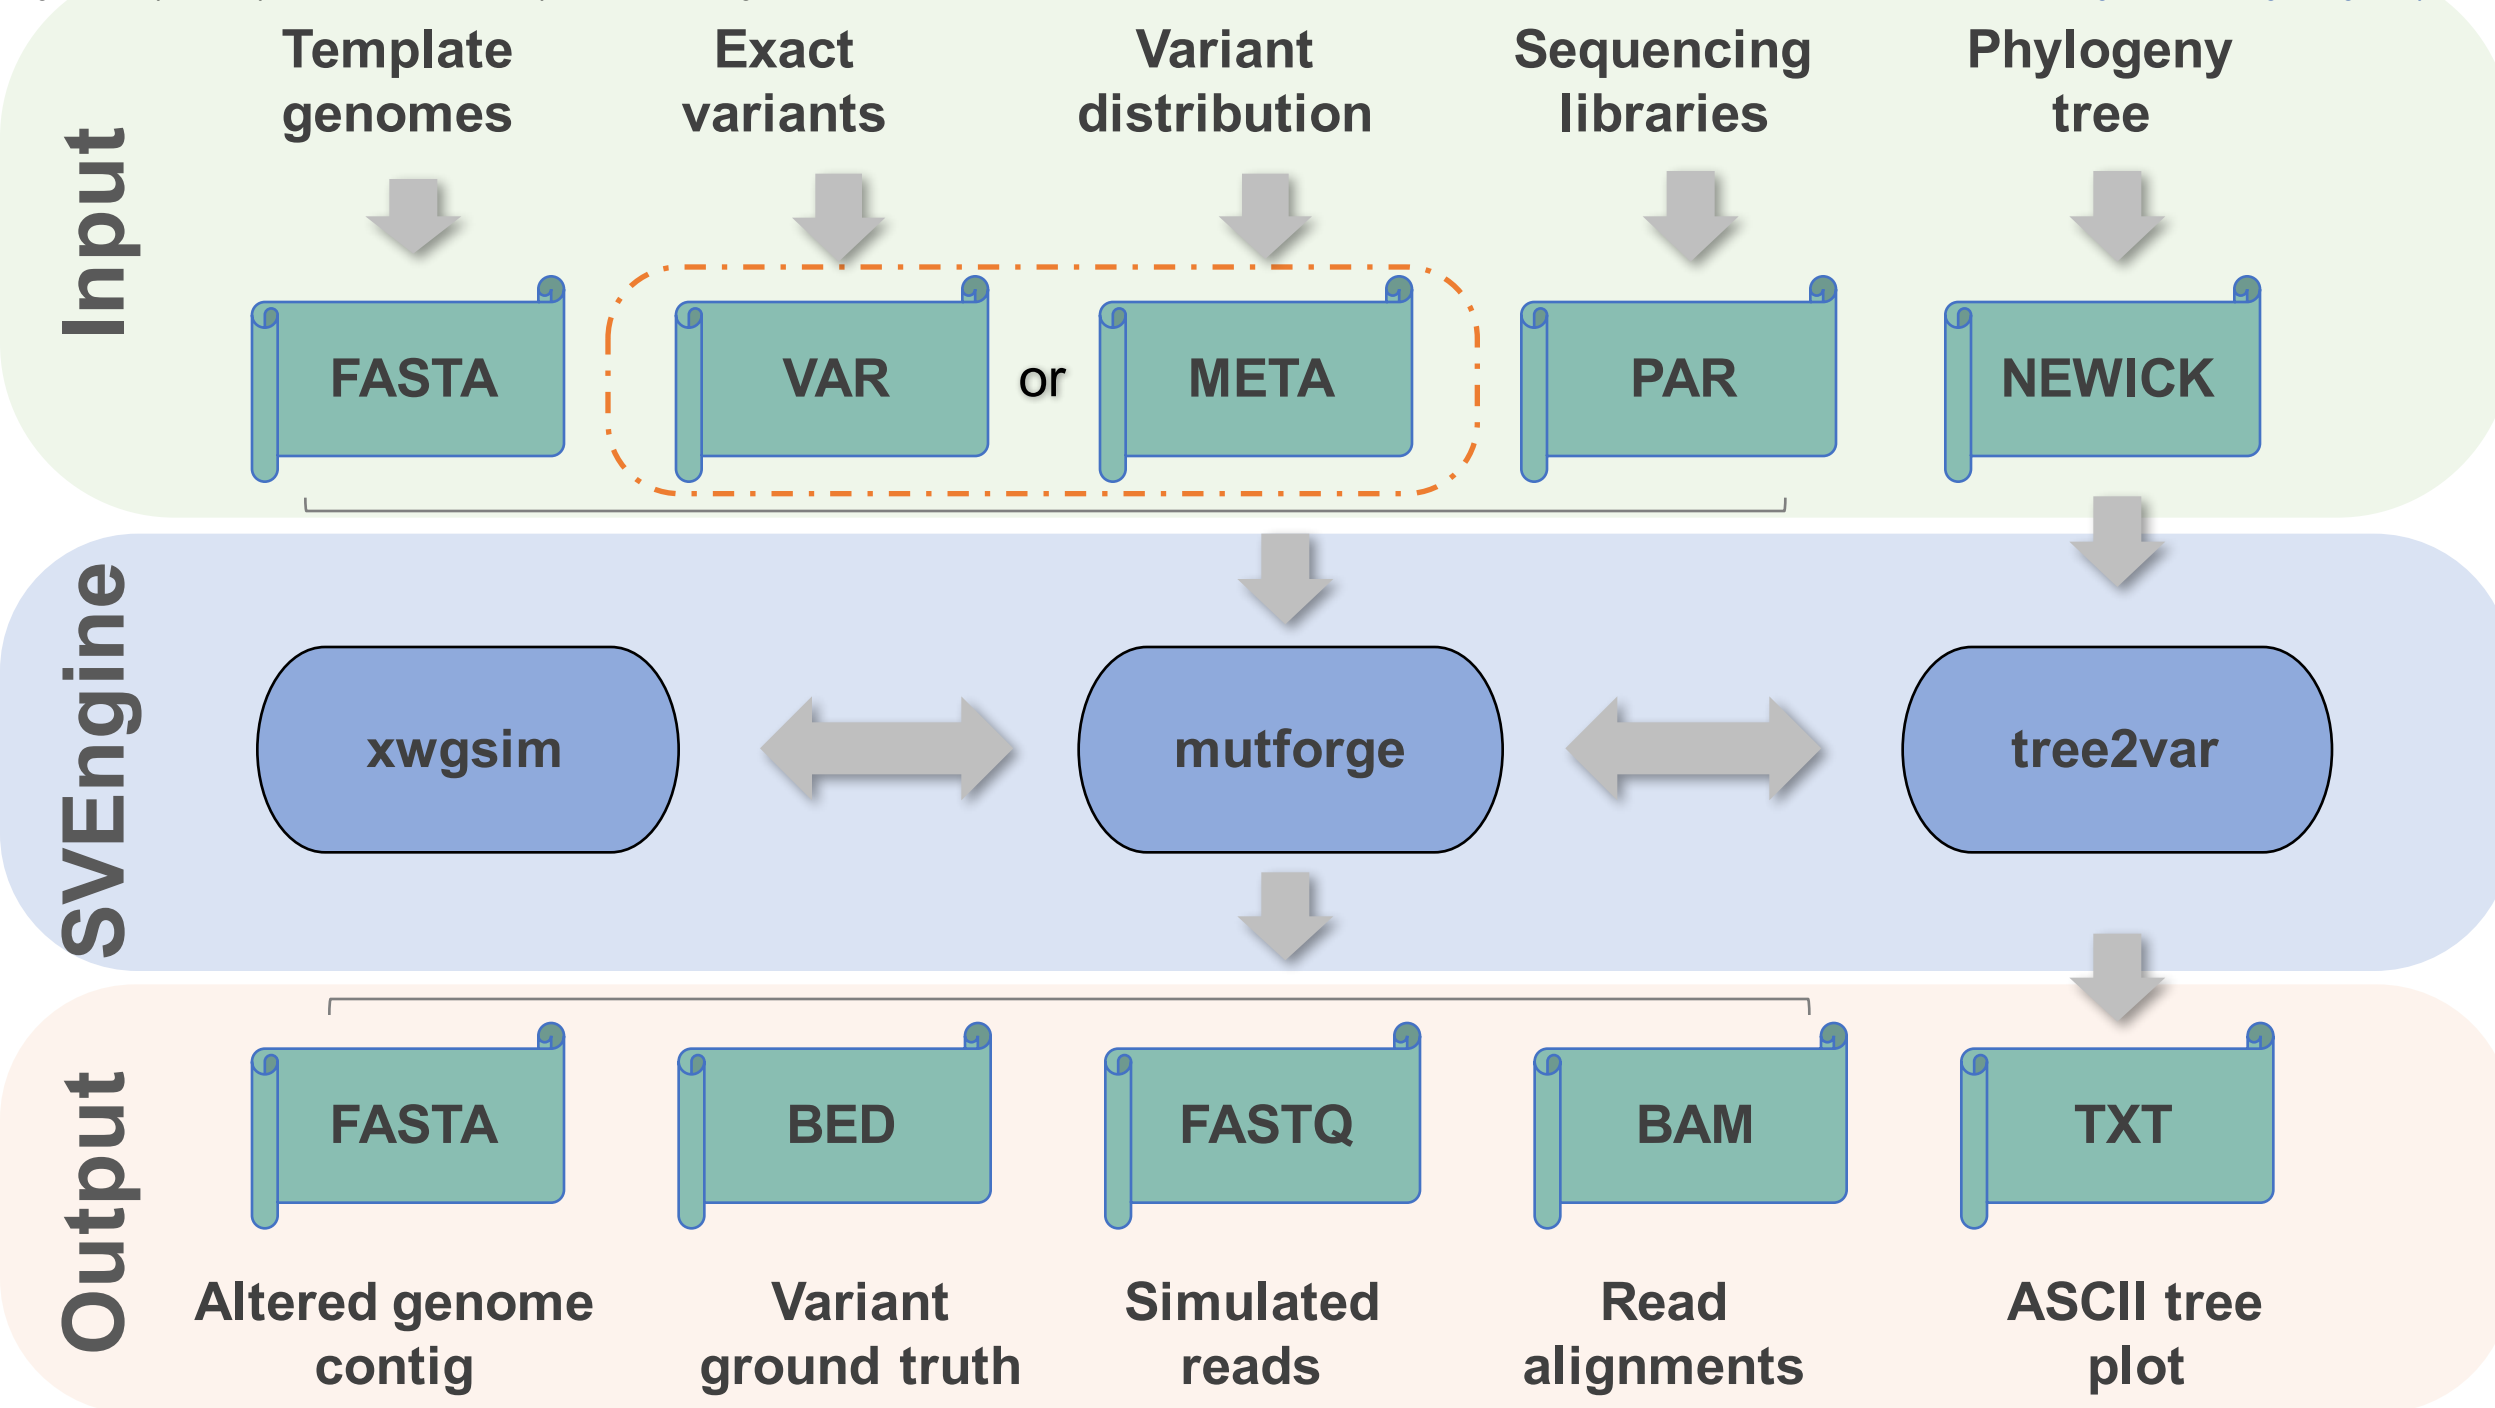 Template
genomes
Exact
variants
Variant
distribution
Sequencing
libraries
Phylogeny
tree
Input
FASTA
VAR
or
META
PAR
NEWICK
SVEngine
xwgsim
mutforge
tree2var
Output
FASTA
BED
FASTQ
BAM
TXT
Altered genome
contig
Variant
ground truth
Simulated
reads
Read
alignments
ASCII tree
plot